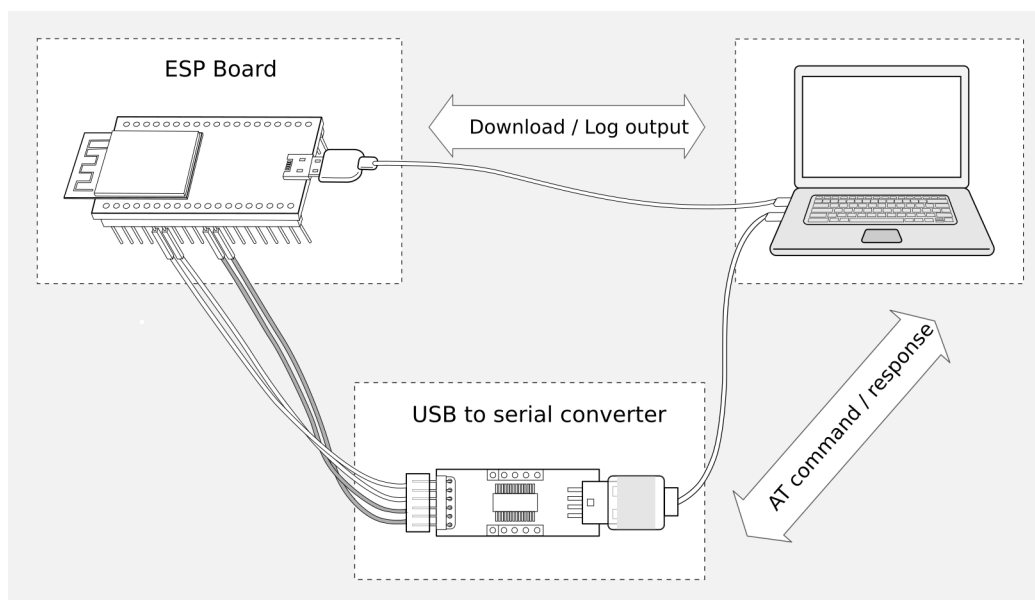 ESP Board
Download / Log output
USB to serial converter
AT command / response